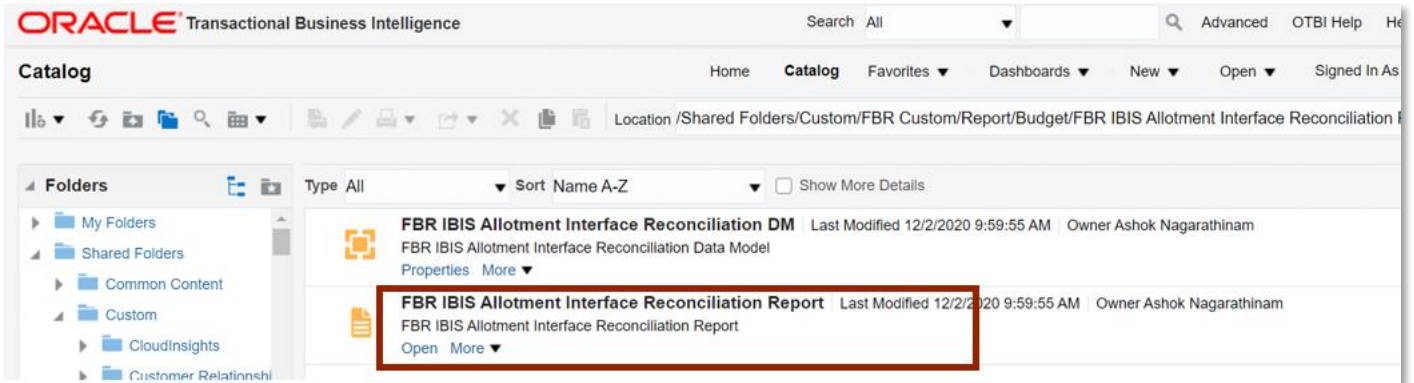 ORACLE Transactional Business Intelligence Search All Advanced OTBI Help
Catalog Home Catalog Favorites Dashboards New Open Signed In As
Location /Shared Folders/Custom/FBR Custom/Report/Budget/FBR IBIS Allotment Interface Reconciliation
Folders Type All Sort Name A-Z Show More Details
My Folders
Shared Folders
Common Content
Custom
CloudInsights
Customer Relationshi
FBR IBIS Allotment Interface Reconciliation DM Last Modified 12/2/2020 9:59:55 AM Owner Ashok Nagarathinam
FBR IBIS Allotment Interface Reconciliation Data Model
Properties More
FBR IBIS Allotment Interface Reconciliation Report Last Modified 12/2/2020 9:59:55 AM Owner Ashok Nagarathinam
FBR IBIS Allotment Interface Reconciliation Report
Open More